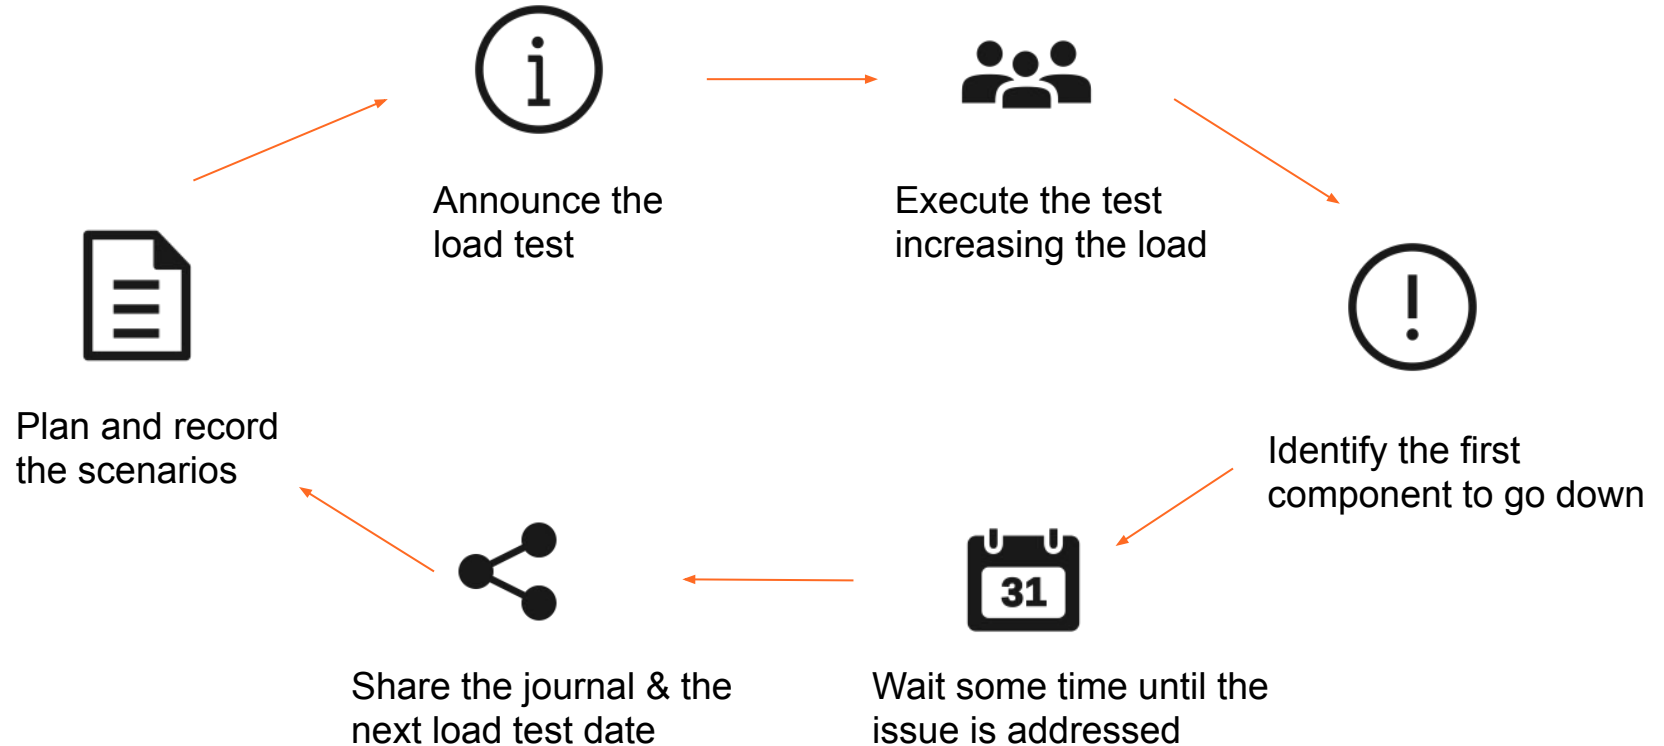 Announce the
load test
Execute the test
increasing the load
Plan and record
the scenarios
Identify the first
component to go down
31
Share the journal & the
next load test date
Wait some time until the
issue is addressed